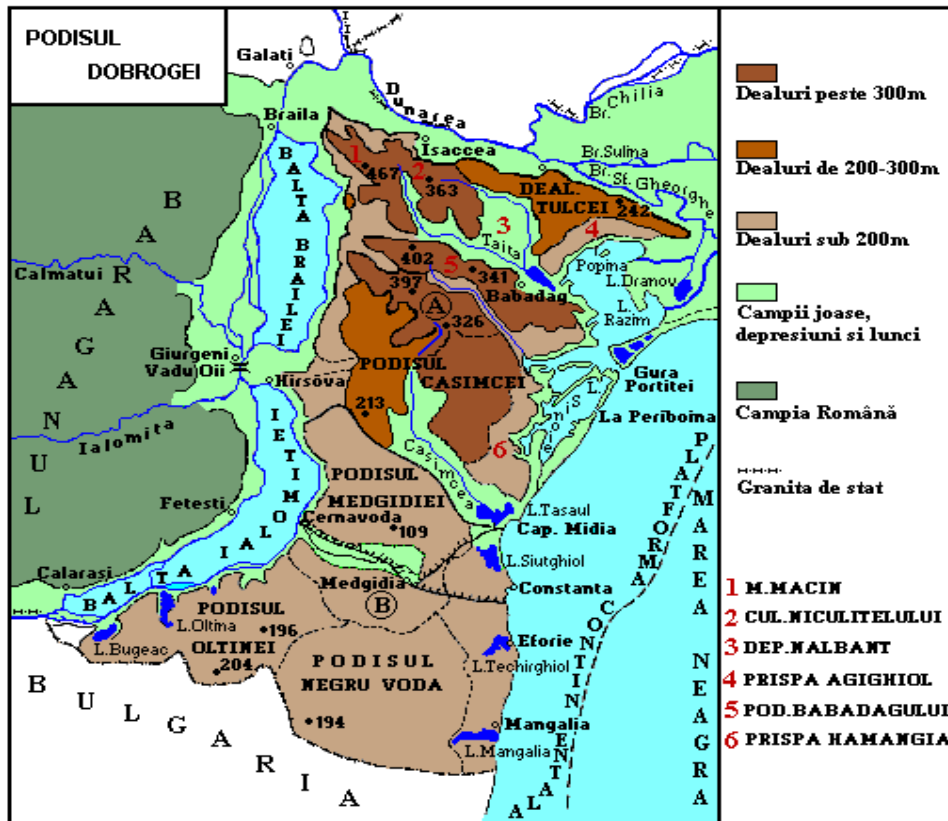 PODISUL
DOBROGEI
Galati
Dunarea
Br. Chilia
Braila
Isaccea
Br.Sulina
Br. St. Gheorghe
1
467
2
363
DEAL.
TULCEI
242
3
Taita
4
BALTA BRAILEI
BARAGANUL
Calmatui
402
5
341
397
Babadag
Popina
L.Dranov
L.
Razim
A
326
Giurgeni
Vadu Oii
Hirsova
PODISUL
CASIMCEI
Gura
Portitei
L. Sinoie
La Periboina
213
Ialomita
6
Casimcea
PODISUL
MEDGIDIEI
Fetesti
Cernavoda
109
L.Tasaul
Cap. Midia
L.Siutghiol
BALTA IALOMITEI
Calarasi
Medgidia
Constanta
B
PODISUL
OLTINEI
L.Oltina
196
204
L.Bugeac
Eforie
L.Techirghiol
PODISUL
NEGRU VODA
194
Mangalia
L.Mangalia
BULGARIA
PLATFORMA CONTINENTALA
MAREA NEAGRA
Dealuri peste 300m
Dealuri de 200-300m
Dealuri sub 200m
Campii joase,
depresiuni si lunci
Campia Română
Granita de stat
1 M.MACIN
2 CUL.NICULITELULUI
3 DEP.NALBANT
4 PRISPA AGIGHIOL
5 POD.BABADAGULUI
6 PRISPA HAMANGIA